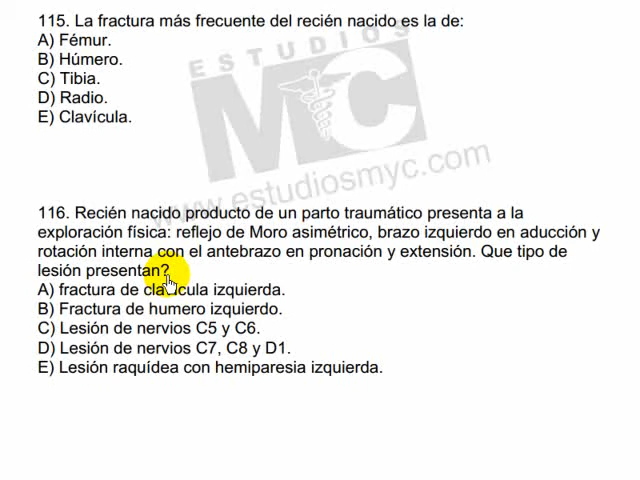 115. La fractura más frecuente del recién nacido es la de:
A) Fémur.
B) Húmero.
C) Tibia.
D) Radio.
E) Clavícula.
ESTUDIOS
MC
www.estudiosmyc.com
116. Recién nacido producto de un parto traumático presenta a la
exploración física: reflejo de Moro asimétrico, brazo izquierdo en aducción y
rotación interna con el antebrazo en pronación y extensión. Que tipo de
lesión presentan?
A) fractura de clavícula izquierda.
B) Fractura de humero izquierdo.
C) Lesión de nervios C5 y C6.
D) Lesión de nervios C7, C8 y D1.
E) Lesión raquídea con hemiparesia izquierda.